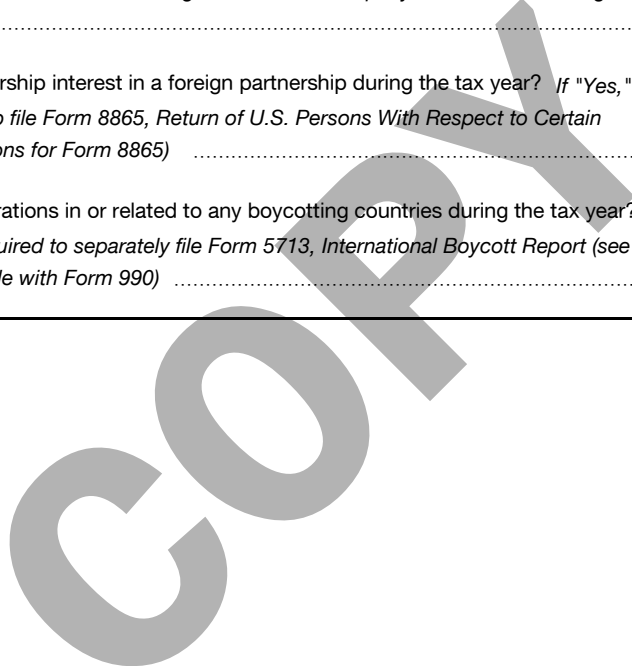 rship interest in a foreign partnership during the tax year? If "Yes,"
o file Form 8865, Return of U.S. Persons With Respect to Certain
ons for Form 8865)
rations in or related to any boycotting countries during the tax year?
uired to separately file Form 5713, International Boycott Report (see
le with Form 990)
COPY